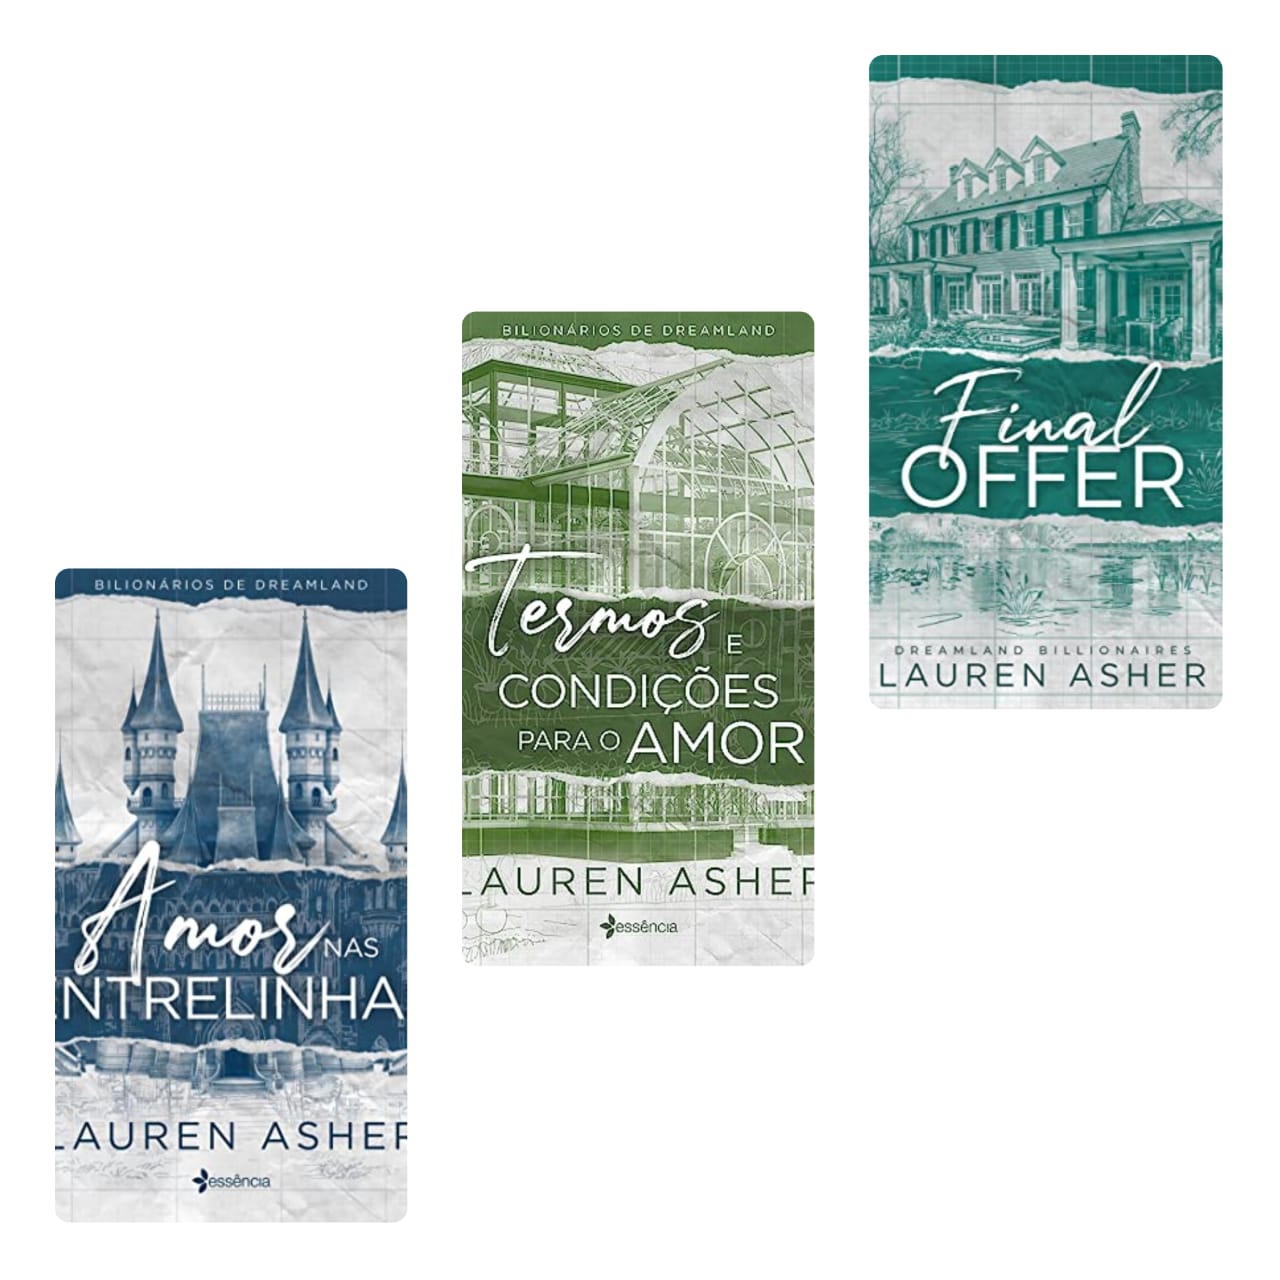 BILIONÁRIOS DE DREAMLAND
Amor NAS
ENTRELINHA
LAUREN ASHER
essência
BILIONÁRIOS DE DREAMLAND
Termos E
CONDIÇÕES
PARA O AMOR
LAUREN ASHER
essência
Final
OFFER
DREAMLAND BILLIONAIRES
LAUREN ASHER